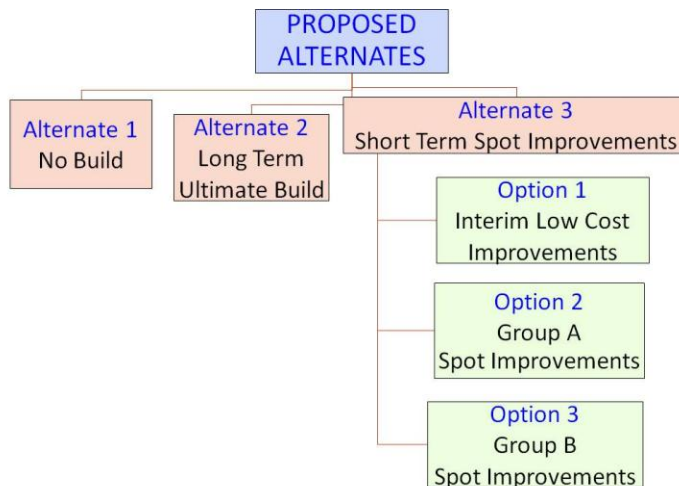 PROPOSED
ALTERNATES
Alternate 1
No Build
Alternate 2
Long Term
Ultimate Build
Alternate 3
Short Term Spot Improvements
Option 1
Interim Low Cost
Improvements
Option 2
Group A
Spot Improvements
Option 3
Group B
Spot Improvements